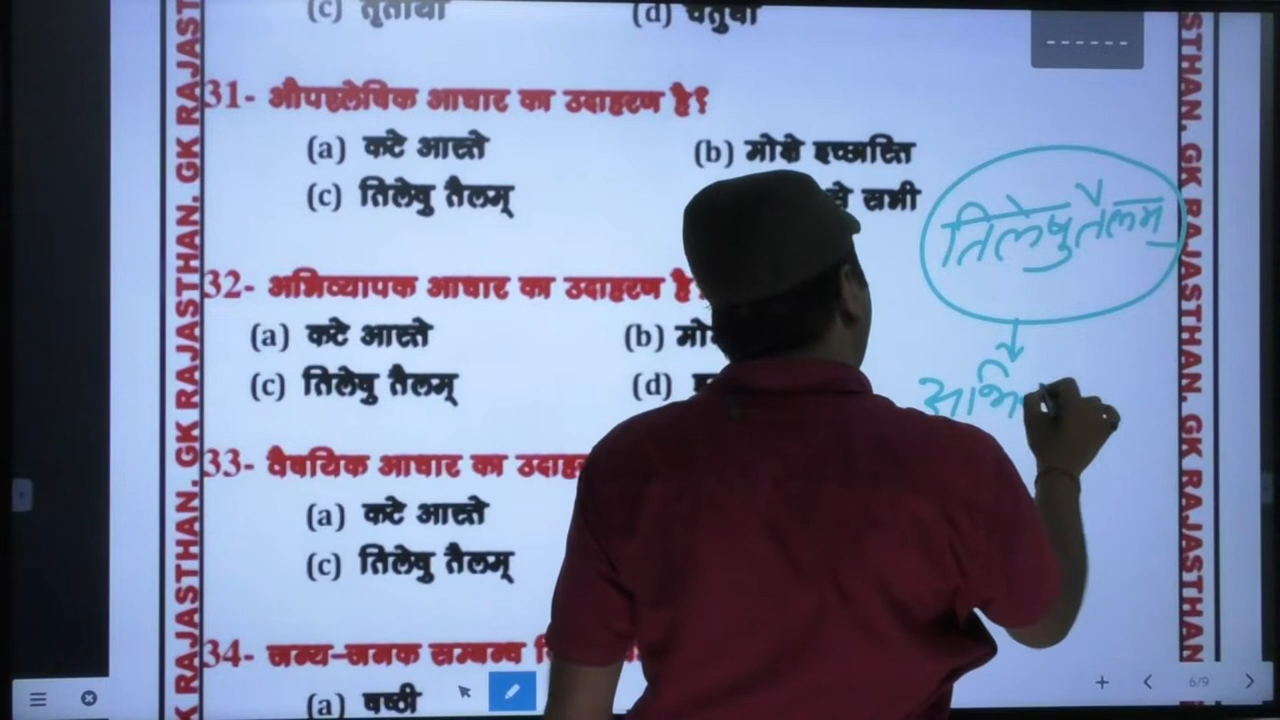 (c) तृतीया (d) चतुर्थी
31- औपश्लेषिक आधार का उदाहरण है?
(a) कटे आस्ते (b) मोक्षे इच्छास्ति
(c) तिलेषु तैलम् से सभी
तिलेषु तैलम्
32- अभिव्यापक आधार का उदाहरण है?
(a) कटे आस्ते (b)
(c) तिलेषु तैलम् (d)
अभि
33- वैषयिक आधार का
(a) कटे आस्ते
(c) तिलेषु तैलम्
34- जन्य-जनक सम्बन्ध
(a) षष्ठी
6/9
GK RAJASTHAN, GK RAJASTHAN, GK RAJAST
STHAN, GK RAJASTHAN, GK RAJASTHAN